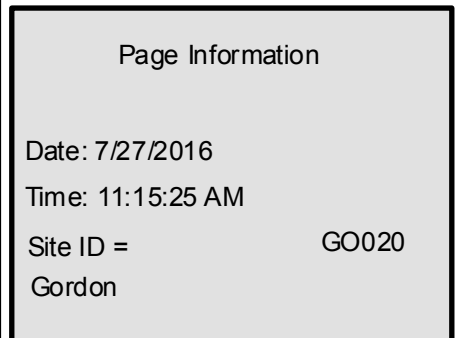 Page Information
Date: 7/27/2016
Time: 11:15:25 AM
Site ID = GO020
Gordon